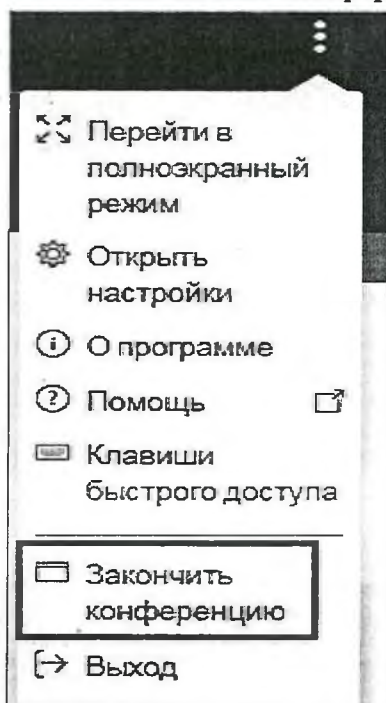 Перейти в
полноэкранный
режим
Открыть
настройки
О программе
Помощь
Клавиши
быстрого доступа
Закончить
конференцию
Выход